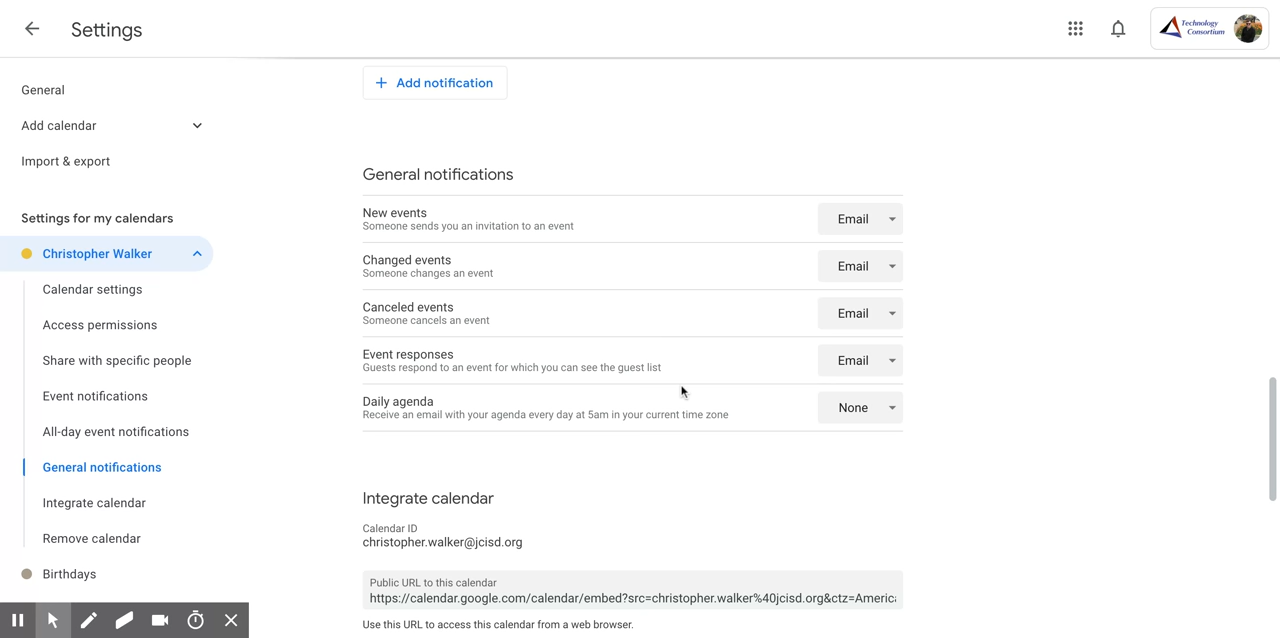 Settings
Technology
Consortium
General
Add calendar
Import & export
Settings for my calendars
Christopher Walker
Calendar settings
Access permissions
Share with specific people
Event notifications
All-day event notifications
General notifications
Integrate calendar
Remove calendar
Birthdays
+ Add notification
General notifications
New events
Email
Someone sends you an invitation to an event
Changed events
Email
Someone changes an event
Canceled events
Email
Someone cancels an event
Event responses
Email
Guests respond to an event for which you can see the guest list
Daily agenda
None
Receive an email with your agenda every day at 5am in your current time zone
Integrate calendar
Calendar ID
christopher.walker@jcisd.org
Public URL to this calendar
https://calendar.google.com/calendar/embed?src=christopher.walker%40jcisd.org&ctz=America
Use this URL to access this calendar from a web browser.